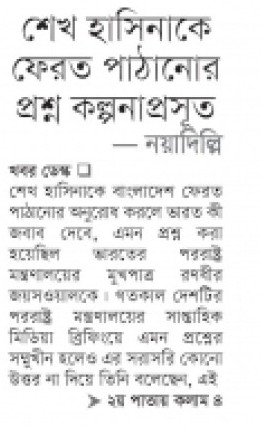 শেখ হাসিনাকে
ফেরত পাঠানোর
প্রশ্ন কল্পনাপ্রসূত
— নয়াদিল্লি
খবর ডেস্ক ❑
শেখ হাসিনাকে বাংলাদেশ ফেরত
পাঠানোর অনুরোধ করলে ভারত কী
জবাব দেবে, এমন প্রশ্ন করা
হয়েছিল ভারতের পররাষ্ট্র
মন্ত্রণালয়ের মুখপাত্র রণধীর
জয়সওয়ালকে। গতকাল দেশটির
পররাষ্ট্র মন্ত্রণালয়ের সাপ্তাহিক
মিডিয়া ব্রিফিংয়ে এমন প্রশ্নের
সম্মুখীন হলেও এর সরাসরি কোনো
উত্তর না দিয়ে তিনি বলেছেন, এই
➤ ২য় পাতায় কলাম ৪